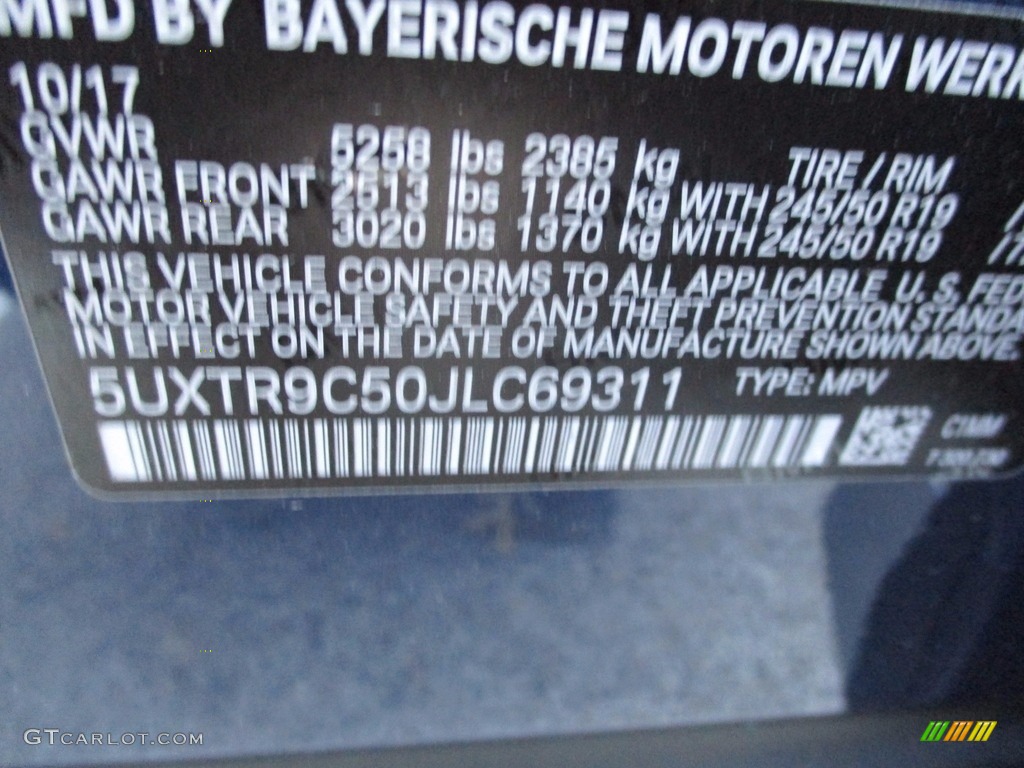 MFD BY BAYERISCHE MOTOREN WERK
10/17
GVWR 5258 lbs 2385 kg TIRE / RIM
GAWR FRONT 2513 lbs 1140 kg WITH 245/50 R19
GAWR REAR 3020 lbs 1370 kg WITH 245/50 R19
THIS VEHICLE CONFORMS TO ALL APPLICABLE U. S. FED
MOTOR VEHICLE SAFETY AND THEFT PREVENTION STANDA
IN EFFECT ON THE DATE OF MANUFACTURE SHOWN ABOVE.
5UXTR9C50JLC69311 TYPE: MPV
GTCARLOT.COM